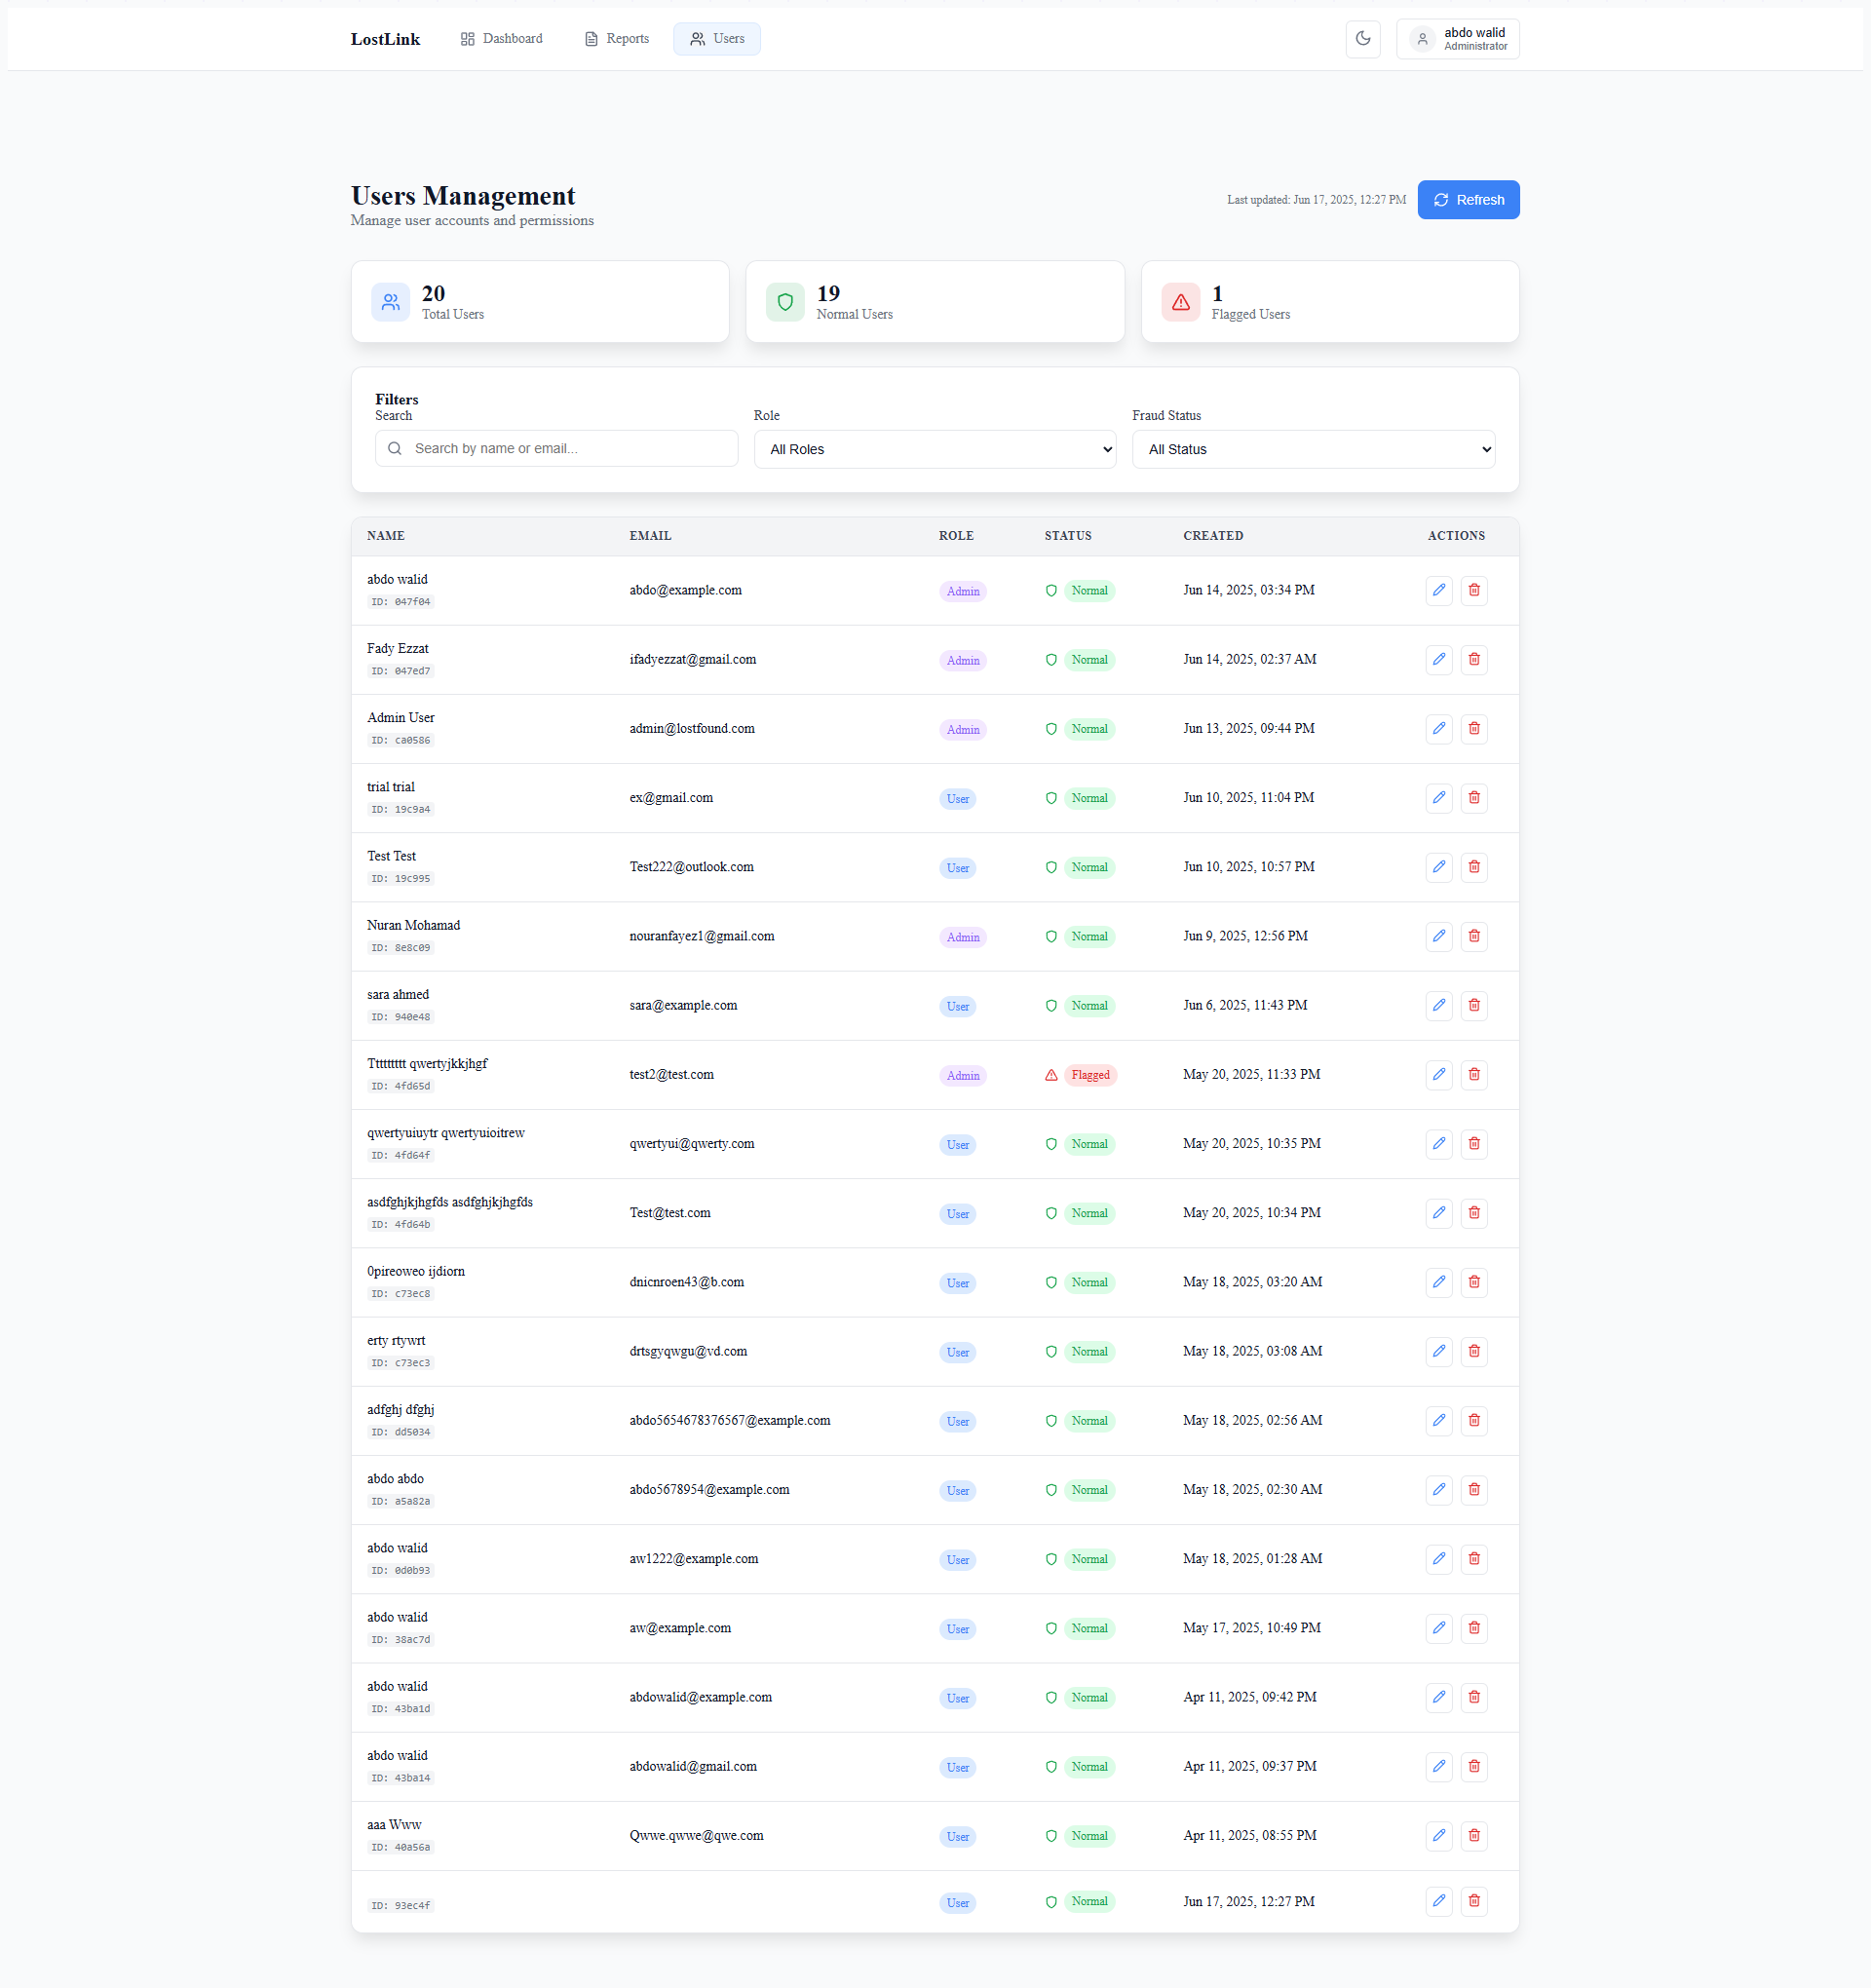 LostLink
Dashboard
Reports
Users
abdo walid
Administrator
Users Management
Manage user accounts and permissions
Last updated: Jun 17, 2025, 12:27 PM
Refresh
20
Total Users
19
Normal Users
1
Flagged Users
Filters
Search Role Fraud Status
Search by name or email... All Roles All Status
NAME EMAIL ROLE STATUS CREATED ACTIONS
abdo walid
ID: 047f04
abdo@example.com Admin Normal Jun 14, 2025, 03:34 PM
Fady Ezzat
ID: 047ed7
ifadyezzat@gmail.com Admin Normal Jun 14, 2025, 02:37 AM
Admin User
ID: ca0586
admin@lostfound.com Admin Normal Jun 13, 2025, 09:44 PM
trial trial
ID: 19c9a4
ex@gmail.com User Normal Jun 10, 2025, 11:04 PM
Test Test
ID: 19c995
Test222@outlook.com User Normal Jun 10, 2025, 10:57 PM
Nuran Mohamad
ID: 8e8c09
nouranfayez1@gmail.com Admin Normal Jun 9, 2025, 12:56 PM
sara ahmed
ID: 940e48
sara@example.com User Normal Jun 6, 2025, 11:43 PM
Ttttttttt qwertyjkkjhgf
ID: 4fd65d
test2@test.com Admin Flagged May 20, 2025, 11:33 PM
qwertyuiuytr qwertyuioitrew
ID: 4fd64f
qwertyui@qwerty.com User Normal May 20, 2025, 10:35 PM
asdfghjkjhgfds asdfghjkjhgfds
ID: 4fd64b
Test@test.com User Normal May 20, 2025, 10:34 PM
0pireoweo ijdiorn
ID: c73ec8
dnicnroen43@b.com User Normal May 18, 2025, 03:20 AM
erty rtywrt
ID: c73ec3
drtsgyqwgu@vd.com User Normal May 18, 2025, 03:08 AM
adfghj dfghj
ID: dd5034
abdo5654678376567@example.com User Normal May 18, 2025, 02:56 AM
abdo abdo
ID: a5a82a
abdo5678954@example.com User Normal May 18, 2025, 02:30 AM
abdo walid
ID: 0d0b93
aw1222@example.com User Normal May 18, 2025, 01:28 AM
abdo walid
ID: 38ac7d
aw@example.com User Normal May 17, 2025, 10:49 PM
abdo walid
ID: 43ba1d
abdowalid@example.com User Normal Apr 11, 2025, 09:42 PM
abdo walid
ID: 43ba14
abdowalid@gmail.com User Normal Apr 11, 2025, 09:37 PM
aaa Www
ID: 40a56a
Qwwe.qwwe@qwe.com User Normal Apr 11, 2025, 08:55 PM
ID: 93ec4f
User Normal Jun 17, 2025, 12:27 PM